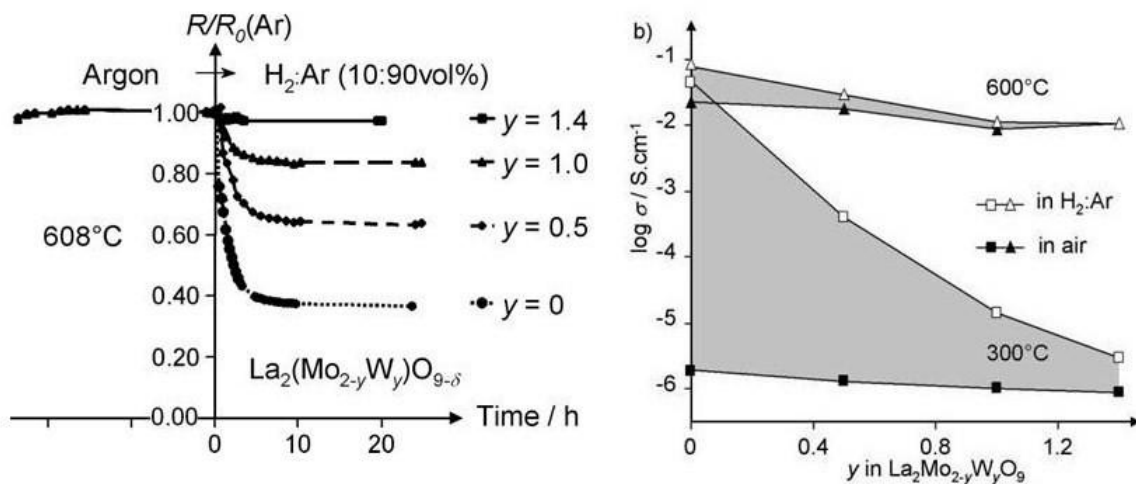 R/R₀(Ar)
Argon → H₂:Ar (10:90vol%)
1.00
0.80
0.60
0.40
0.20
0.00
608°C
y = 1.4
y = 1.0
y = 0.5
y = 0
La₂(Mo₂₋yWy)O₉₋δ
Time / h
0
10
20
b)
log σ / S.cm⁻¹
-1
-2
-3
-4
-5
-6
600°C
in H₂:Ar
in air
300°C
0
0.4
0.8
1.2
y in La₂Mo₂₋yWyO₉